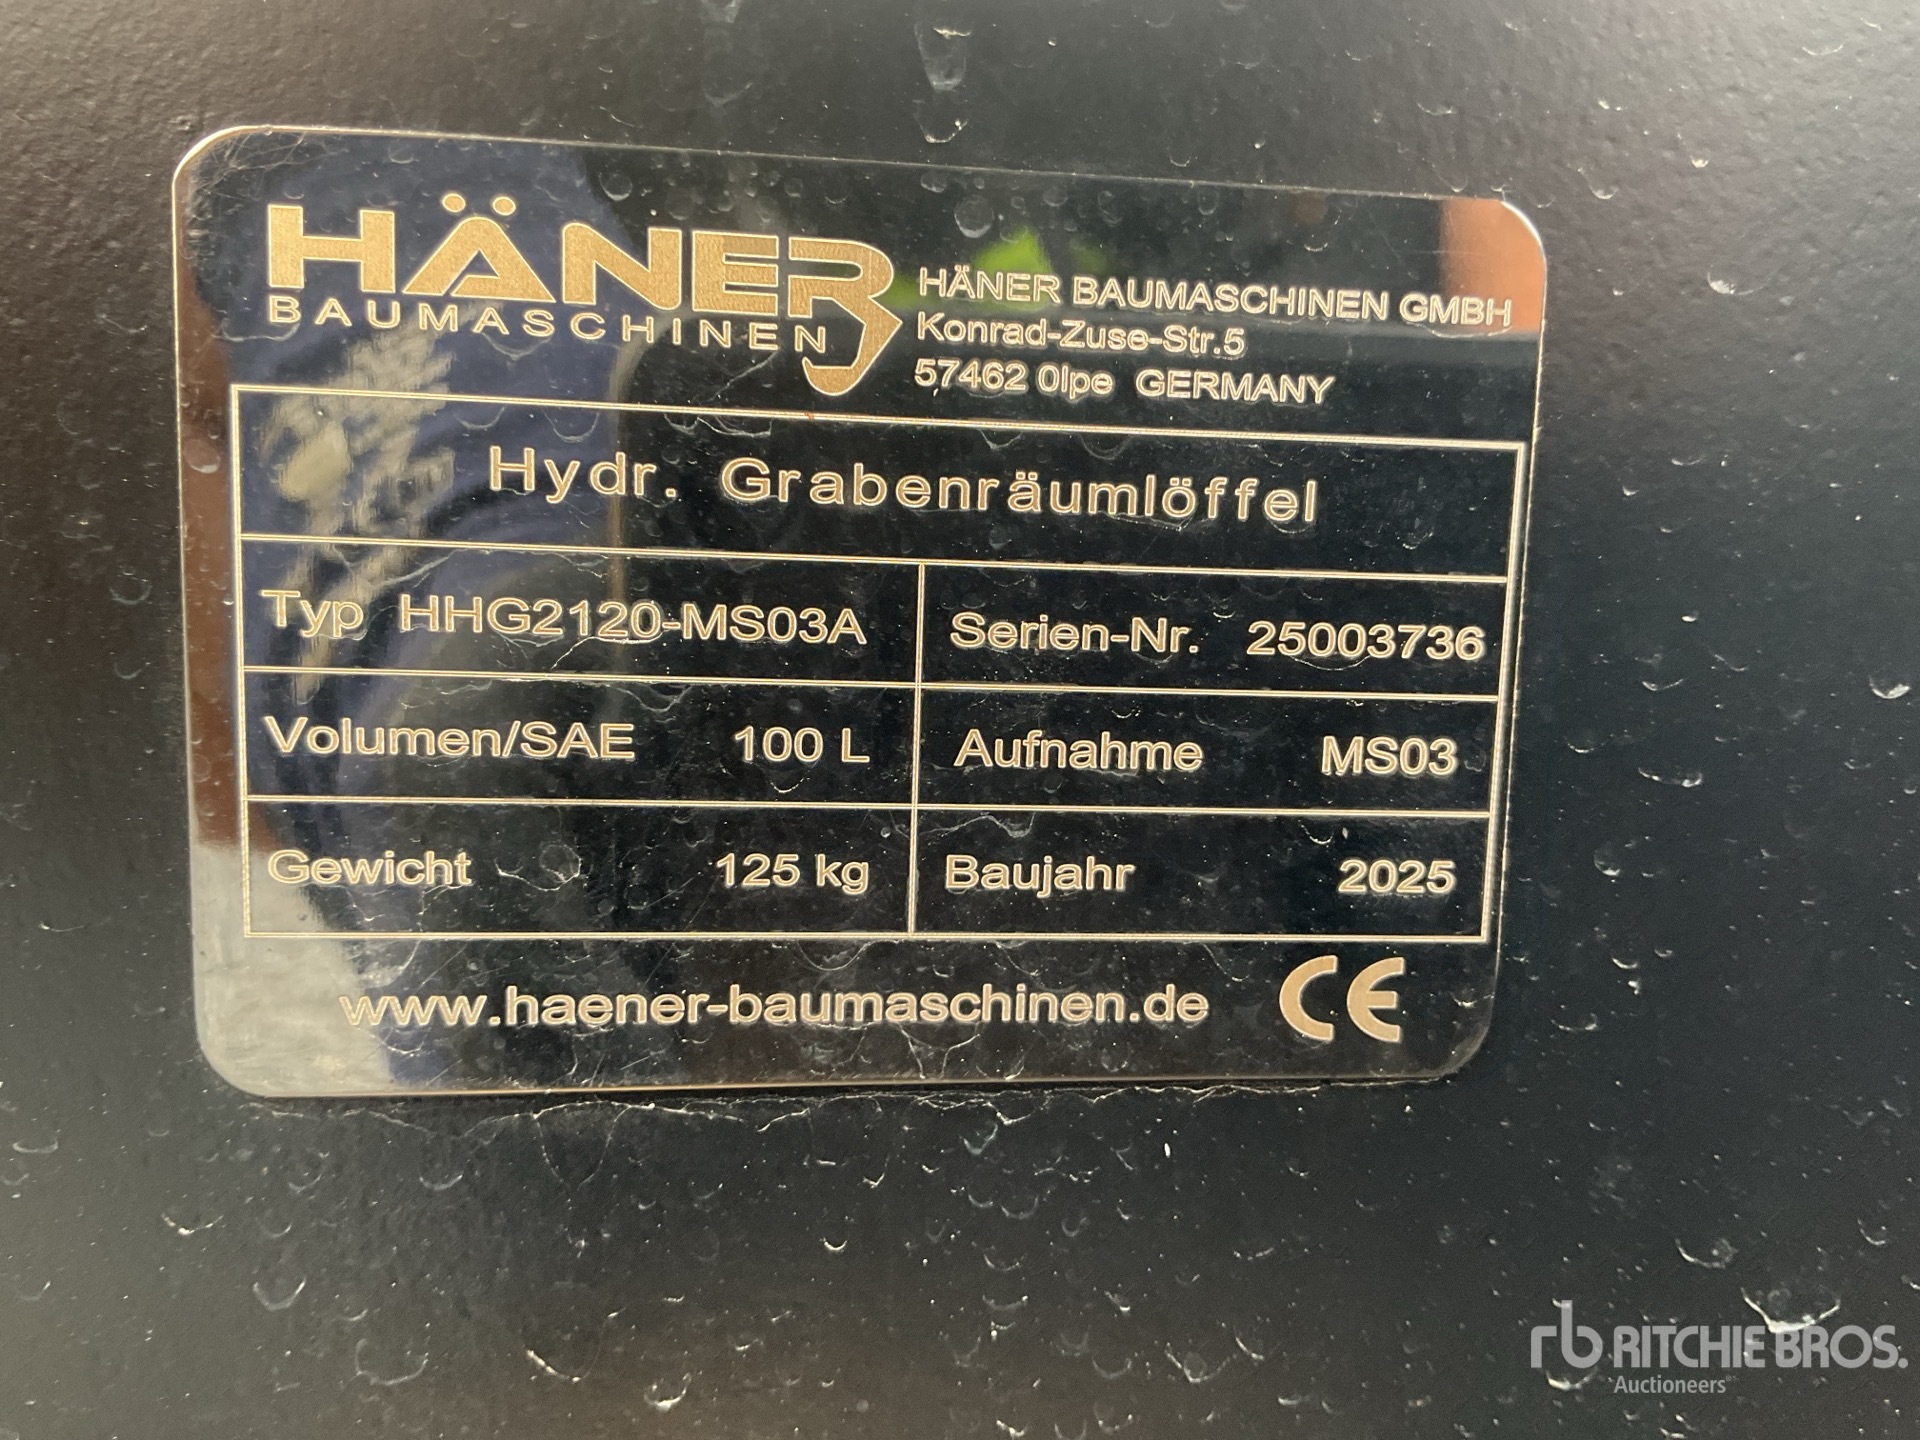 HÄNER
BAUMASCHINEN
HÄNER BAUMASCHINEN GMBH
Konrad-Zuse-Str.5
57462 Olpe GERMANY
Hydr. Grabenräumlöffel
Typ HHG2120-MS03A
Serien-Nr. 25003736
Volumen/SAE 100 L
Aufnahme MS03
Gewicht 125 kg
Baujahr 2025
www.haener-baumaschinen.de CE
rb RITCHIE BROS.
Auctioneers